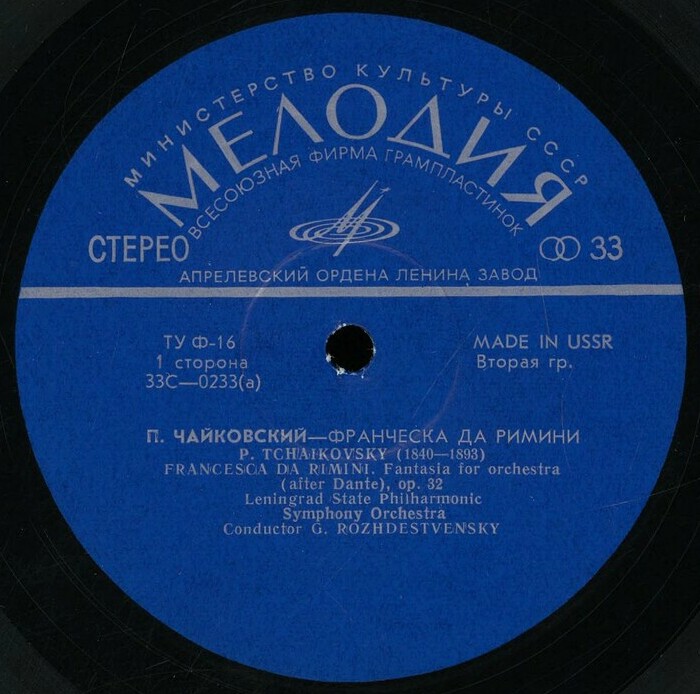 МИНИСТЕРСТВО КУЛЬТУРЫ СССР
МЕЛОДИЯ
ВСЕСОЮЗНАЯ ФИРМА ГРАМПЛАСТИНОК
СТЕРЕО
33
АПРЕЛЕВСКИЙ ОРДЕНА ЛЕНИНА ЗАВОД
ТУ Ф-16
1 сторона
33С—0233(а)
MADE IN USSR
Вторая гр.
П. ЧАЙКОВСКИЙ—ФРАНЧЕСКА ДА РИМИНИ
P. TCHAIKOVSKY (1840—1893)
FRANCESCA DA RIMINI. Fantasia for orchestra
(after Dante), op. 32
Leningrad State Philharmonic
Symphony Orchestra
Conductor G. ROZHDESTVENSKY